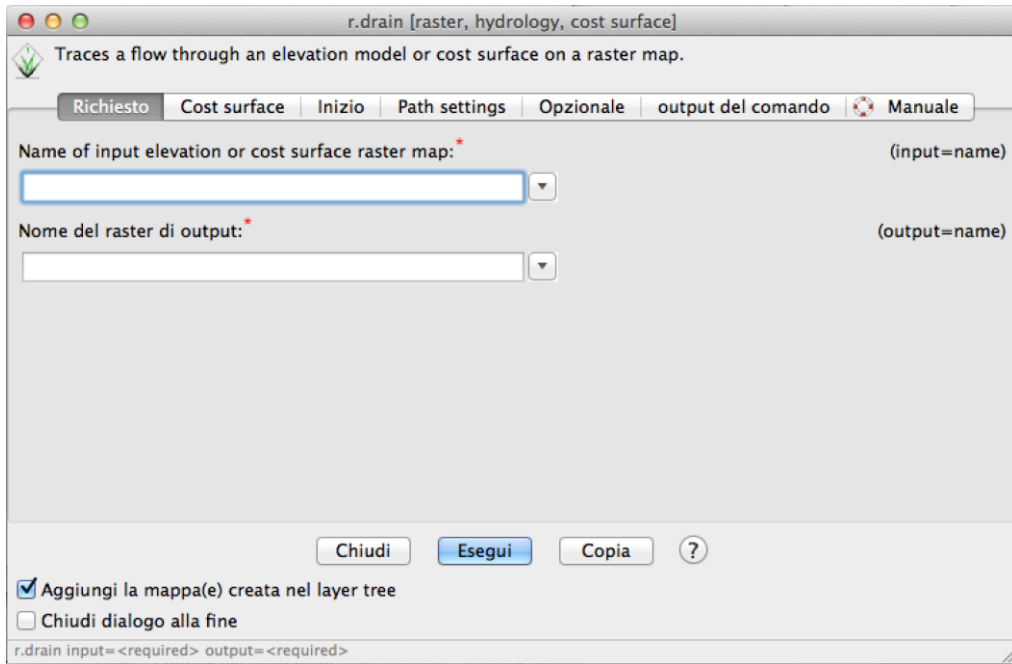 r.drain [raster, hydrology, cost surface]
Traces a flow through an elevation model or cost surface on a raster map.
Richiesto Cost surface Inizio Path settings Opzionale output del comando Manuale
Name of input elevation or cost surface raster map:* (input=name)
Nome del raster di output:* (output=name)
Chiudi Esegui Copia ?
Aggiungi la mappa(e) creata nel layer tree
Chiudi dialogo alla fine
r.drain input=<required> output=<required>